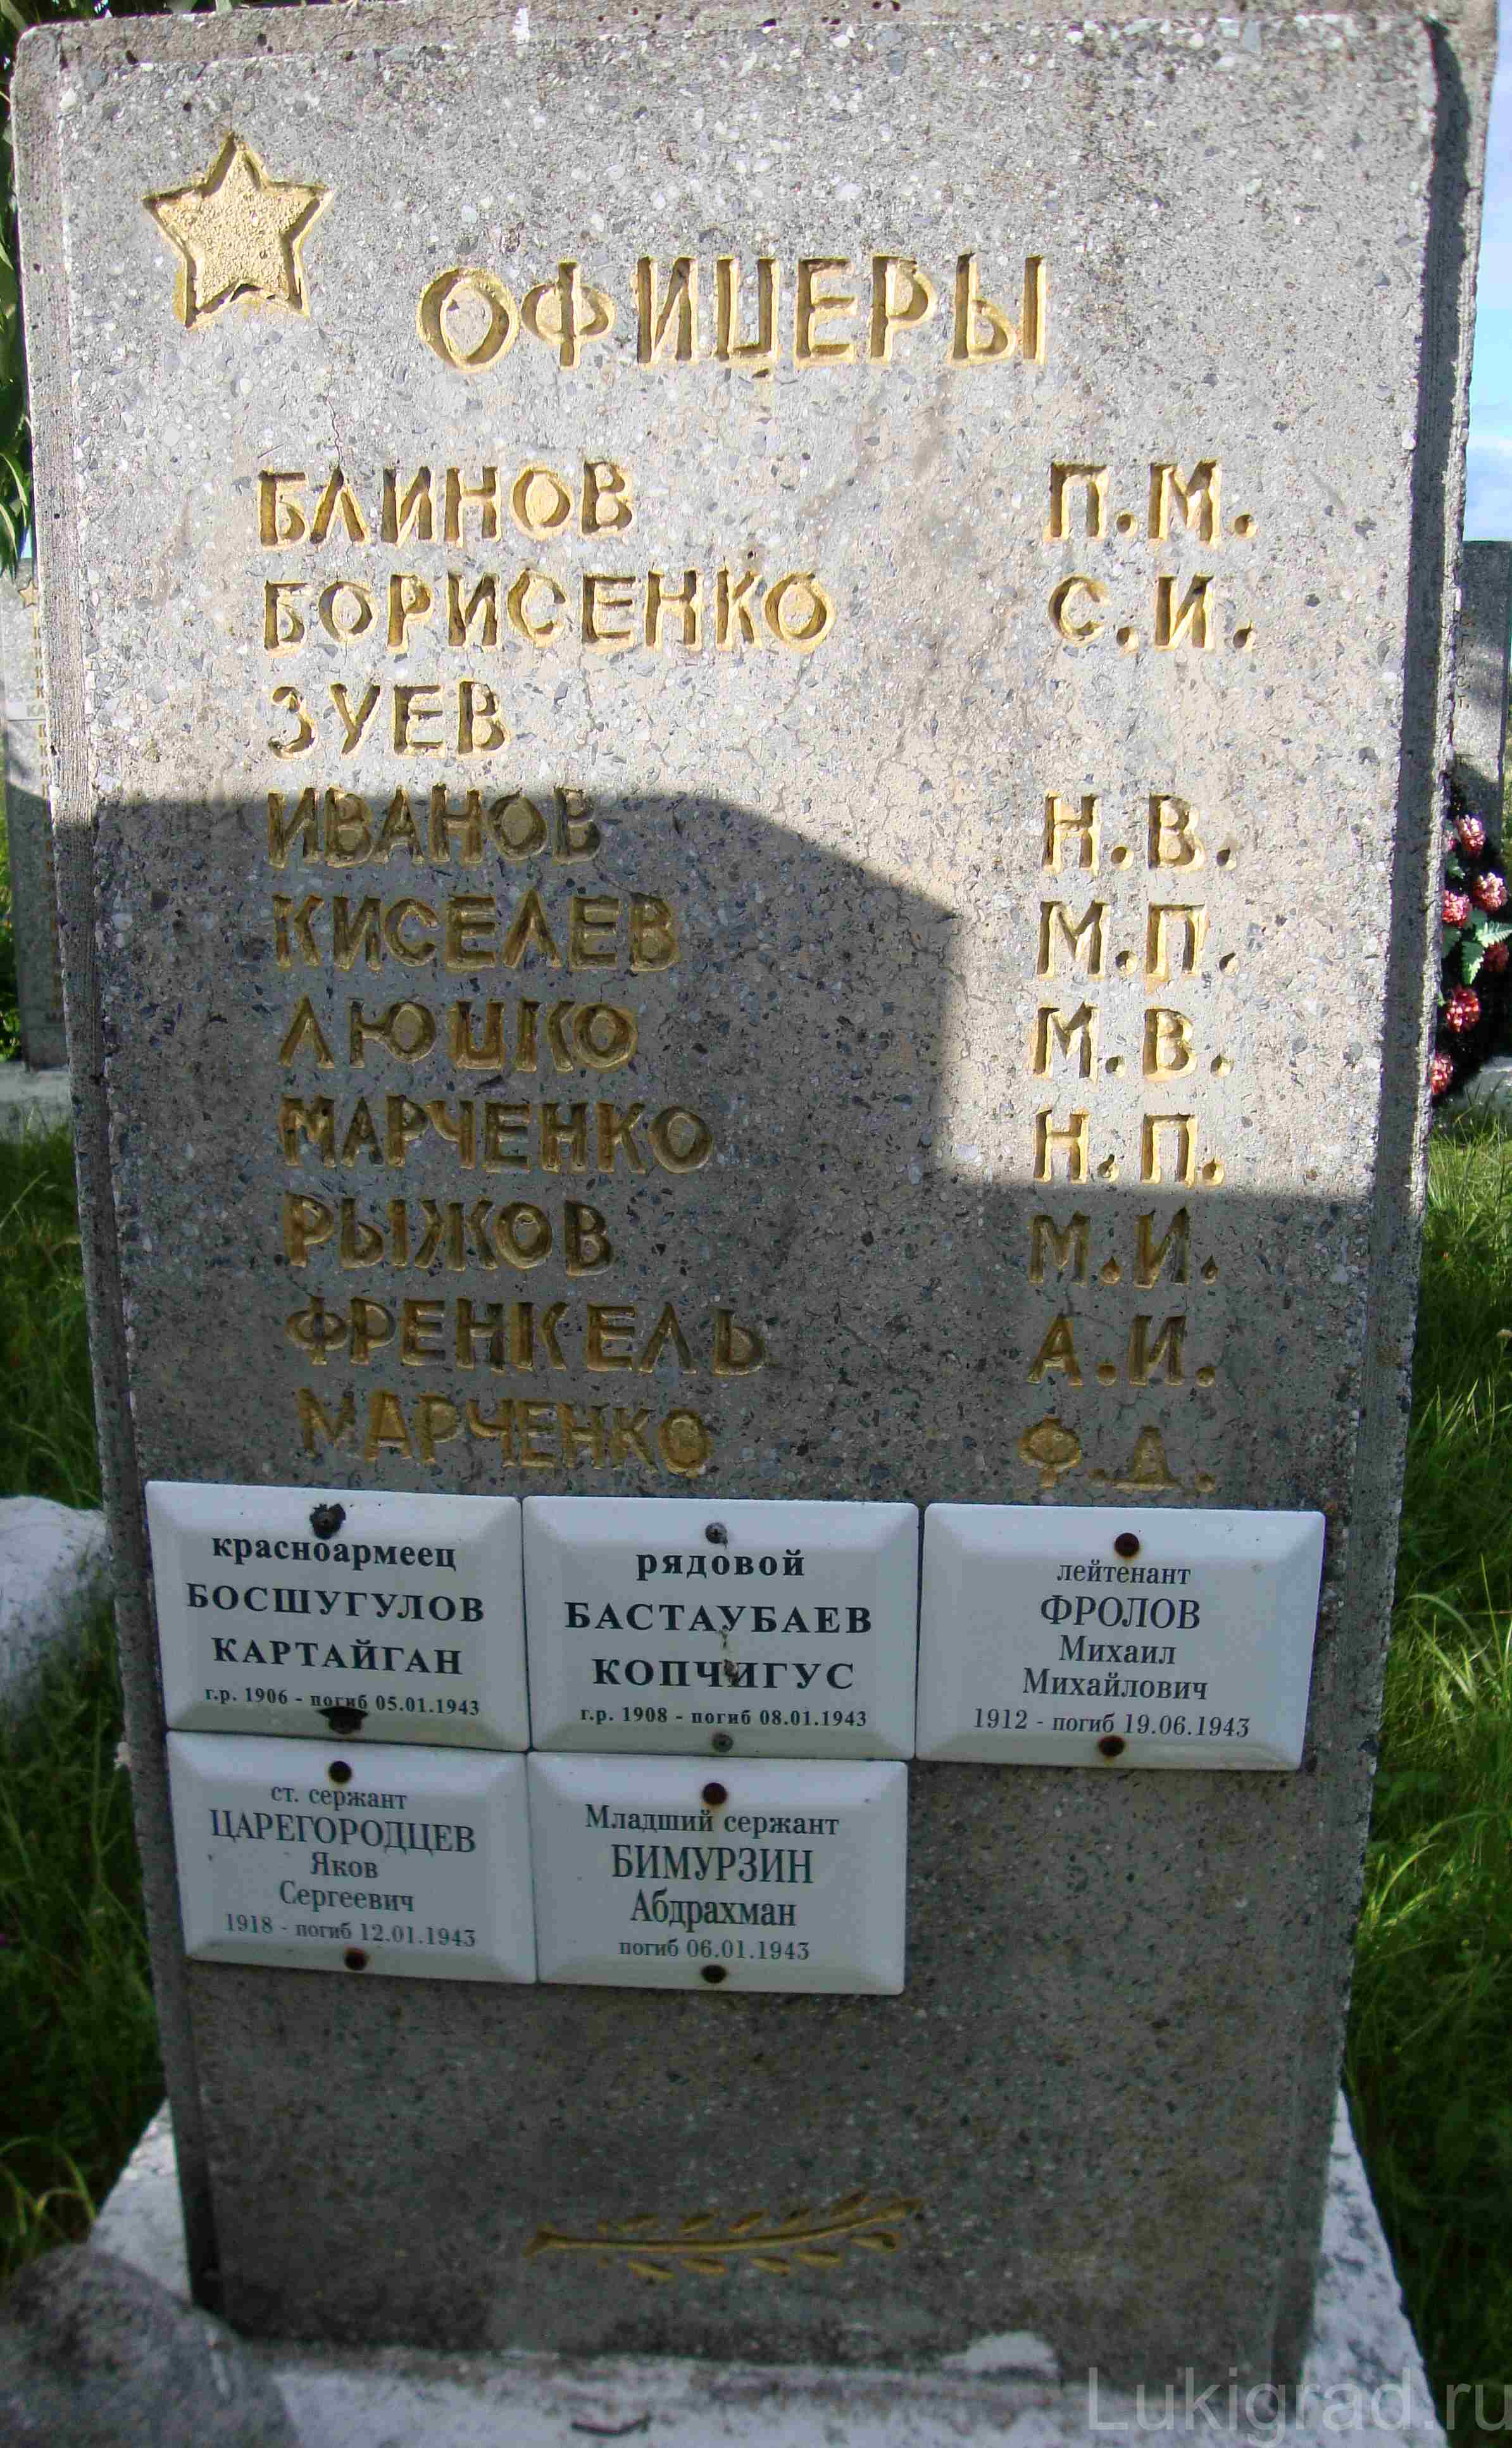 ОФИЦЕРЫ
БЛИНОВ П.М.
БОРИСЕНКО С.И.
ЗУЕВ
ИВАНОВ Н.В.
КИСЕЛЕВ М.П.
ЛЮШКО М.В.
МАРЧЕНКО Н.П.
РЫЖОВ М.И.
ФРЕНКЕЛЬ А.И.
МАРЧЕНКО Ф.Д.
красноармеец
БОСШУГУЛОВ
КАРТАЙГАН
г.р. 1906 - погиб 05.01.1943
рядовой
БАСТАУБАЕВ
КОПЧИГУС
г.р. 1908 - погиб 08.01.1943
лейтенант
ФРОЛОВ
Михаил
Михайлович
1912 - погиб 19.06.1943
ст. сержант
ЦАРЕГОРОДЦЕВ
Яков
Сергеевич
1918 - погиб 12.01.1943
Младший сержант
БИМУРЗИН
Абдрахман
погиб 06.01.1943
Lukigrad.ru